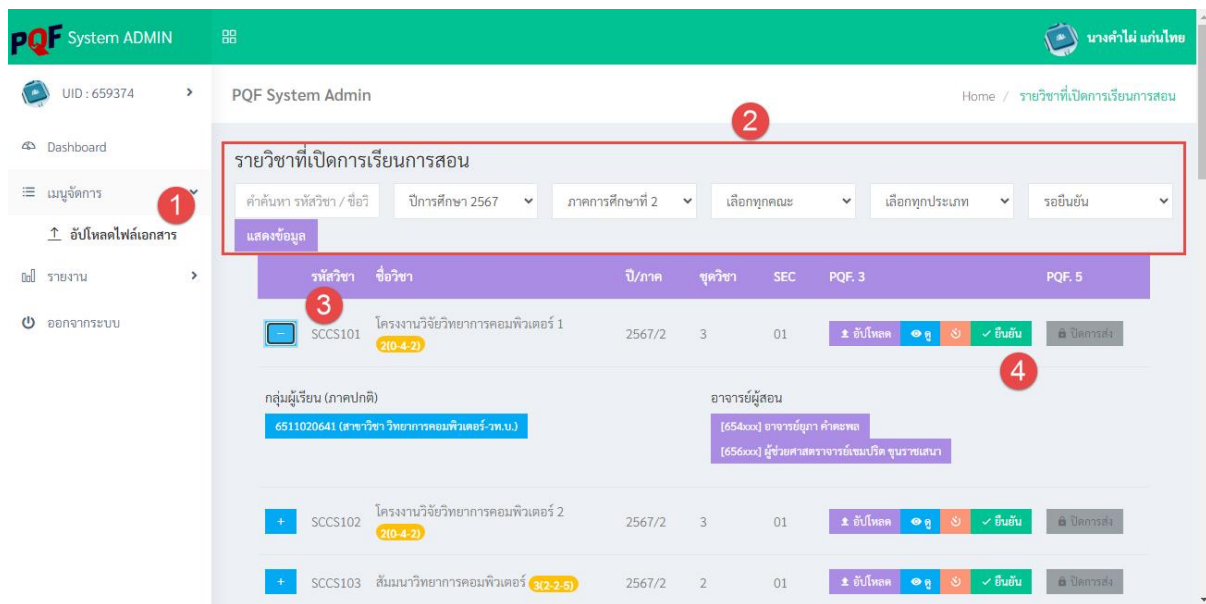 PQF System ADMIN
นางคำไผ่ แก่นไทย
UID : 659374
PQF System Admin
Home / รายวิชาที่เปิดการเรียนการสอน
Dashboard
เมนูจัดการ
1
อัปโหลดไฟล์เอกสาร
รายงาน
ออกจากระบบ
2
รายวิชาที่เปิดการเรียนการสอน
คำค้นหา รหัสวิชา / ชื่อวิ
ปีการศึกษา 2567
ภาคการศึกษาที่ 2
เลือกทุกคณะ
เลือกทุกประเภท
รอยืนยัน
แสดงข้อมูล
รหัสวิชา ชื่อวิชา ปี/ภาค ชุดวิชา SEC PQF. 3 PQF. 5
3
− SCCS101 โครงงานวิจัยวิทยาการคอมพิวเตอร์ 1 2567/2 3 01 อัปโหลด ดู ยืนยัน ปิดการส่ง
2(0-4-2)
4
กลุ่มผู้เรียน (ภาคปกติ) อาจารย์ผู้สอน
6511020641 (สาขาวิชา วิทยาการคอมพิวเตอร์-วท.บ.) [654xxx] อาจารย์ยุภา คำตะพล
[656xxx] ผู้ช่วยศาสตราจารย์เขมปริต ขุนราชเสนา
+ SCCS102 โครงงานวิจัยวิทยาการคอมพิวเตอร์ 2 2567/2 3 01 อัปโหลด ดู ยืนยัน ปิดการส่ง
2(0-4-2)
+ SCCS103 สัมมนาวิทยาการคอมพิวเตอร์ 3(2-2-5) 2567/2 2 01 อัปโหลด ดู ยืนยัน ปิดการส่ง